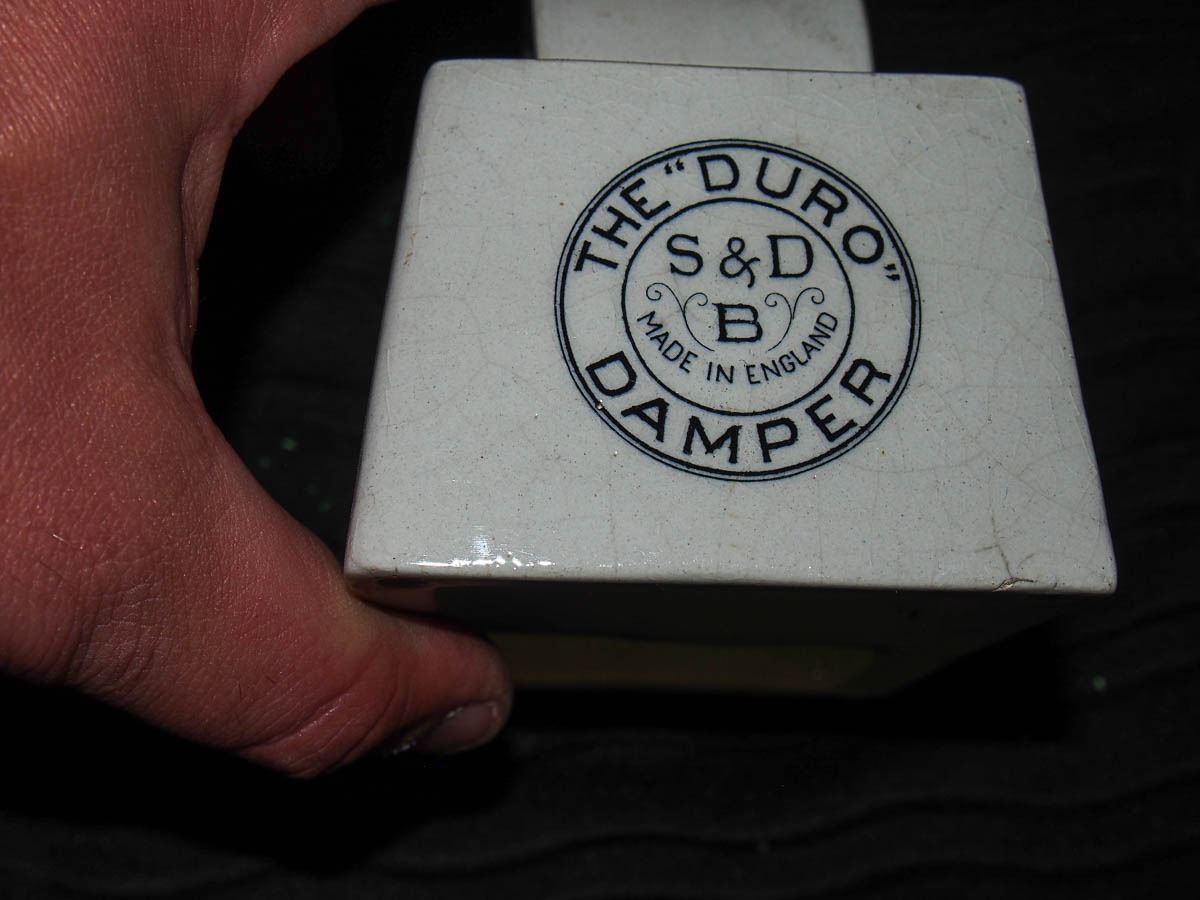 THE “DURO”
S & D
B
MADE IN ENGLAND
DAMPER